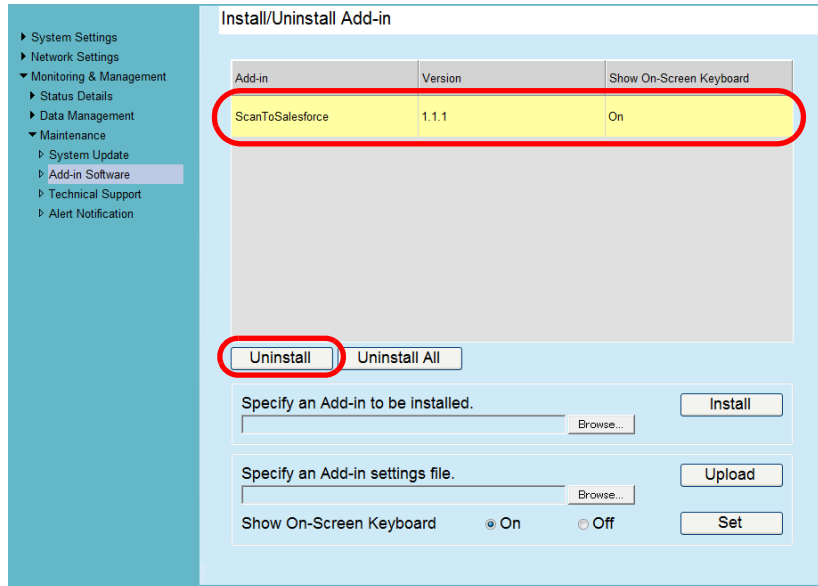 Install/Uninstall Add-in
System Settings
Network Settings
Monitoring & Management
Status Details
Data Management
Maintenance
System Update
Add-in Software
Technical Support
Alert Notification
Add-in Version Show On-Screen Keyboard
ScanToSalesforce 1.1.1 On
Uninstall Uninstall All
Specify an Add-in to be installed.
Install
Browse...
Specify an Add-in settings file.
Upload
Browse...
Show On-Screen Keyboard On Off Set